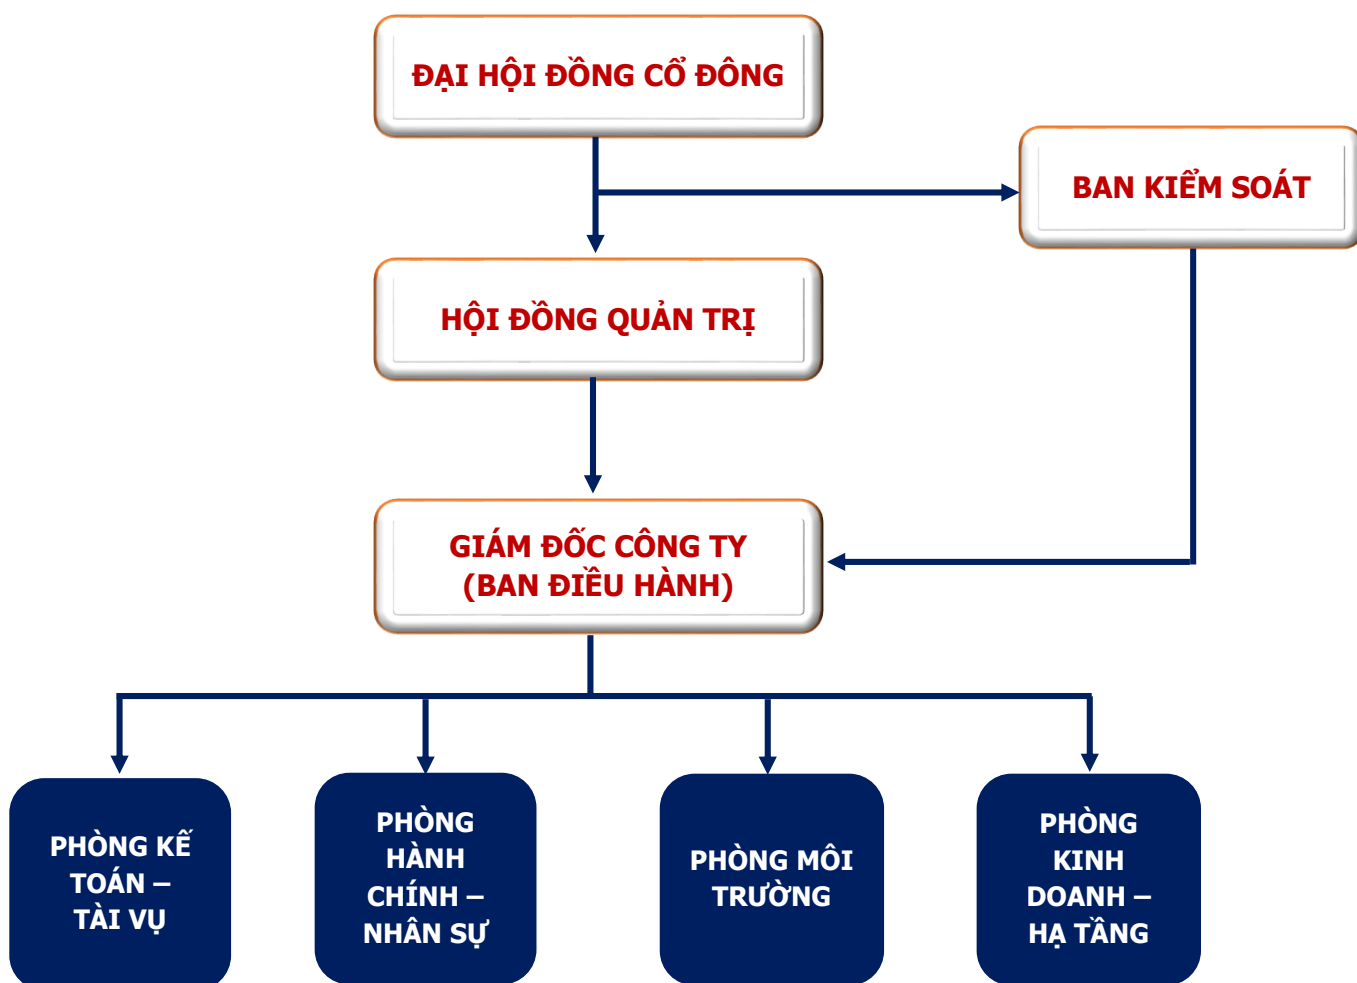 ĐẠI HỘI ĐỒNG CỔ ĐÔNG
BAN KIỂM SOÁT
HỘI ĐỒNG QUẢN TRỊ
GIÁM ĐỐC CÔNG TY
(BAN ĐIỀU HÀNH)
PHÒNG KẾ
TOÁN –
TÀI VỤ
PHÒNG
HÀNH
CHÍNH –
NHÂN SỰ
PHÒNG MÔI
TRƯỜNG
PHÒNG
KINH
DOANH –
HẠ TẦNG